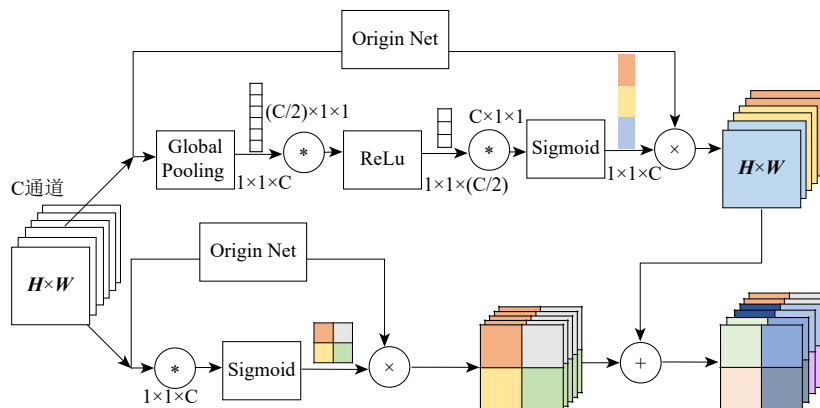 Origin Net
(C/2)×1×1
C×1×1
Global
Pooling
*
ReLu
*
Sigmoid
×
H×W
1×1×C
1×1×(C/2)
1×1×C
C通道
H×W
Origin Net
*
Sigmoid
×
+
1×1×C